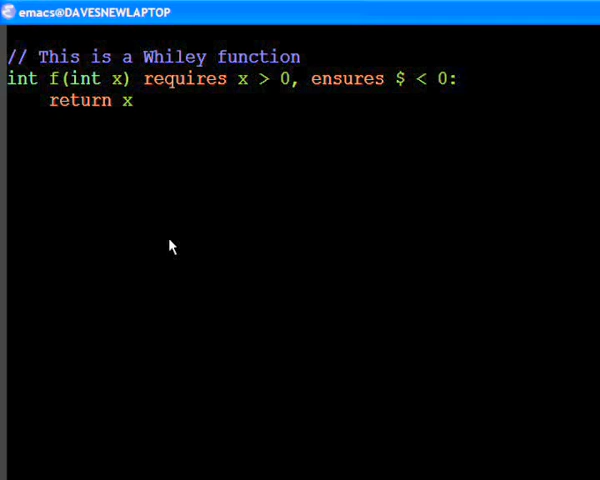 emacs@DAVESNEWLAPTOP
// This is a Whiley function
int f(int x) requires x > 0, ensures $ < 0:
    return x